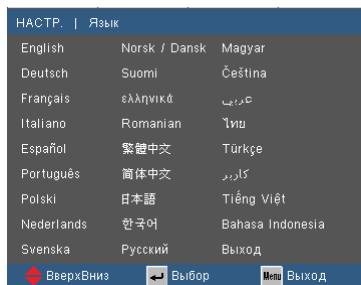 НАСТР. | Язык
English Norsk / Dansk Magyar
Deutsch Suomi Čeština
Français ελληνικά عربي
Italiano Romanian ไทย
Español 繁體中文 Türkçe
Português 简体中文 کاربر
Polski 日本語 Tiếng Việt
Nederlands 한국어 Bahasa Indonesia
Svenska Русский Выход
ВверхВниз Выбор Menu Выход